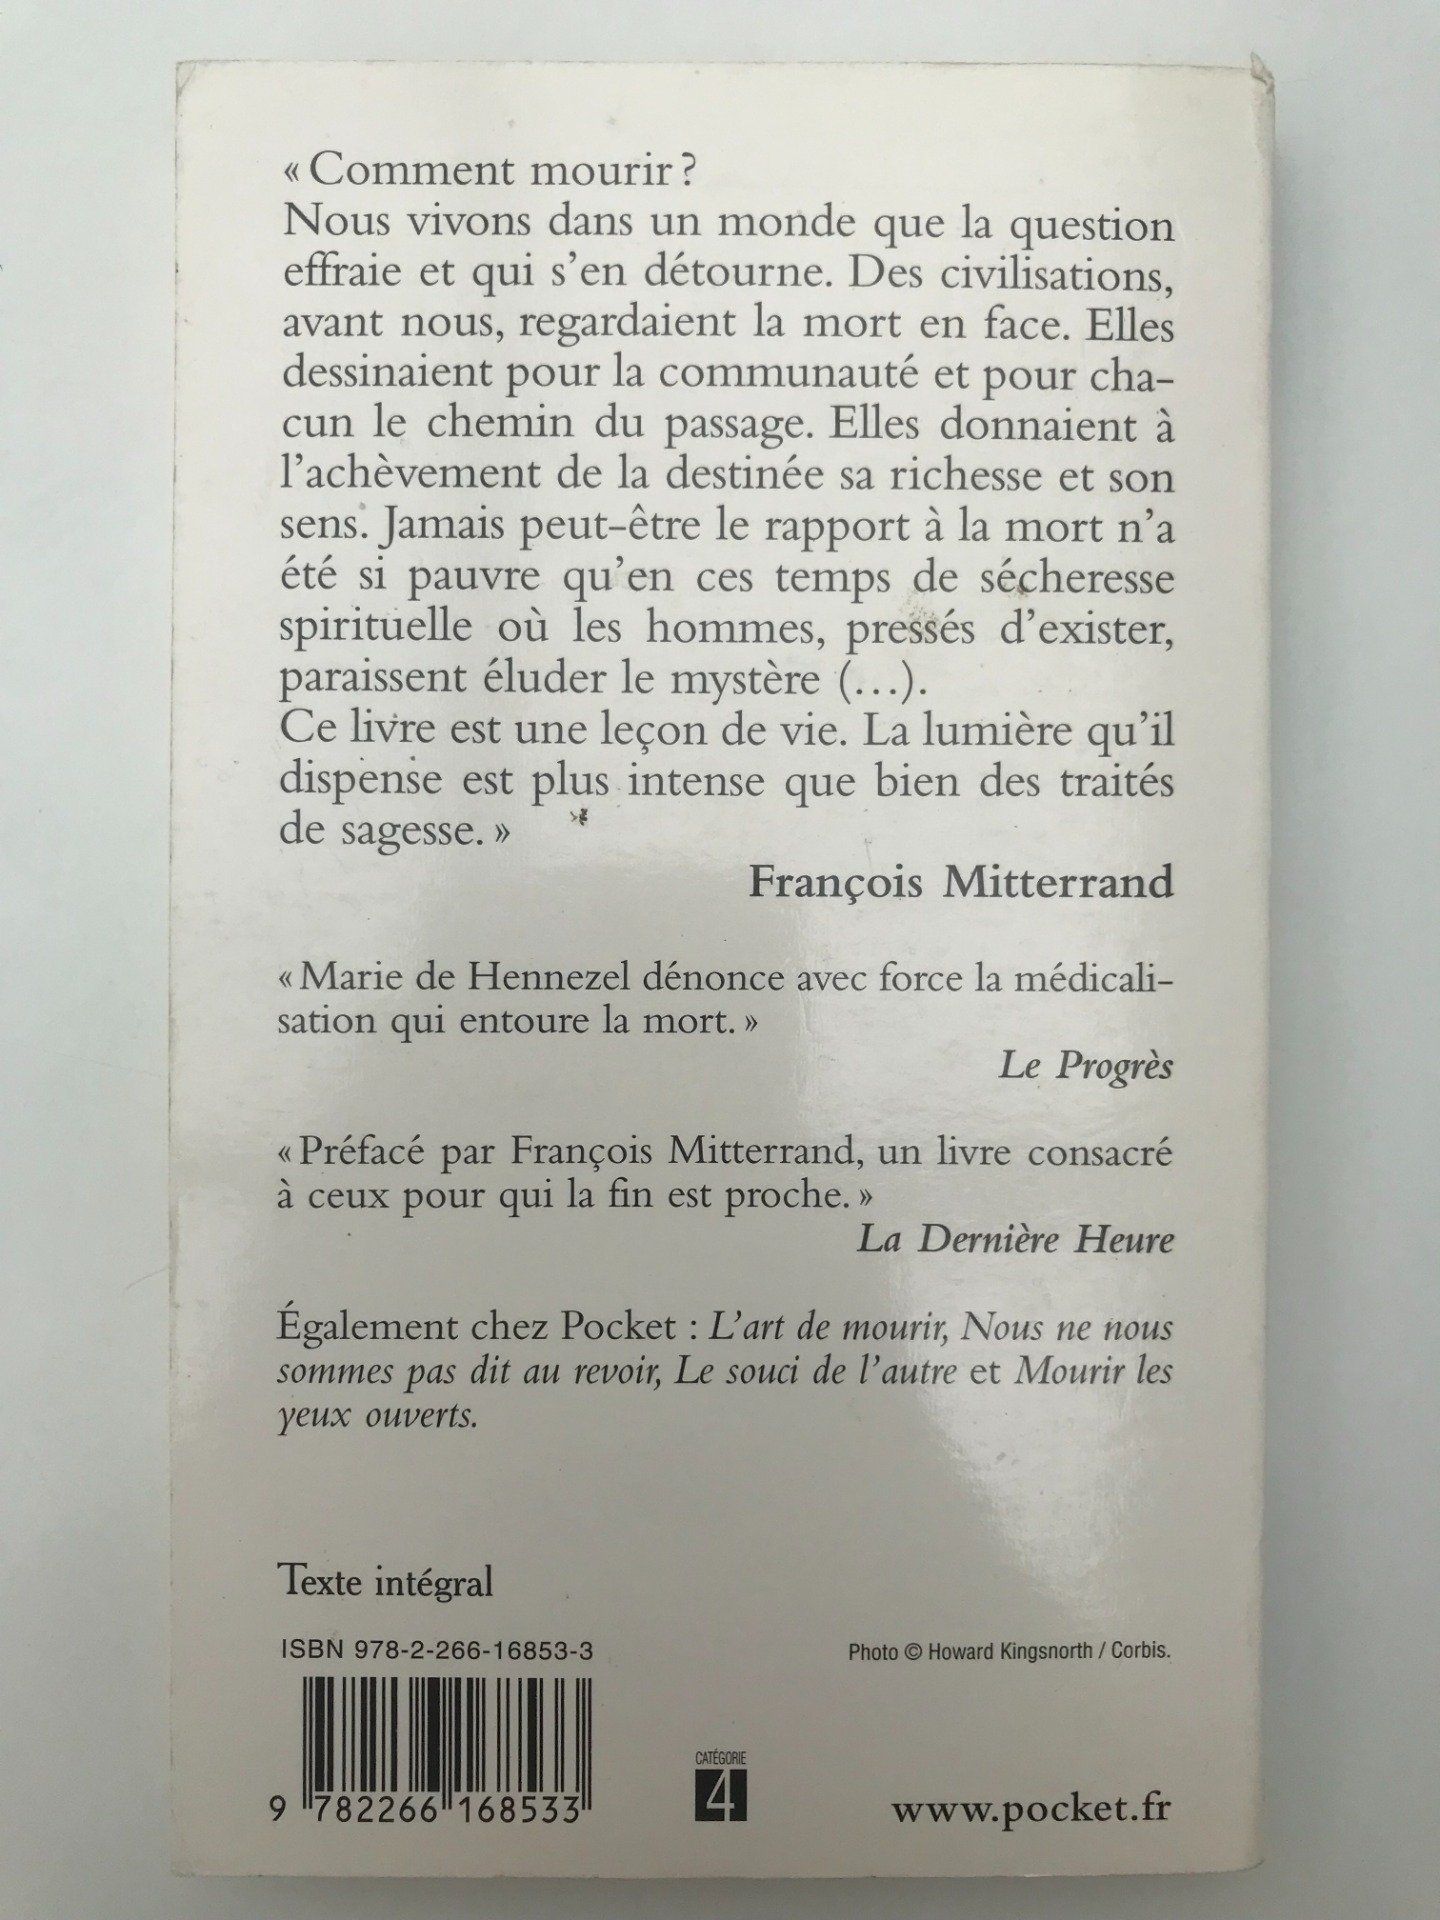 « Comment mourir ?
Nous vivons dans un monde que la question
effraie et qui s'en détourne. Des civilisations,
avant nous, regardaient la mort en face. Elles
dessinaient pour la communauté et pour cha-
cun le chemin du passage. Elles donnaient à
l'achèvement de la destinée sa richesse et son
sens. Jamais peut-être le rapport à la mort n'a
été si pauvre qu'en ces temps de sécheresse
spirituelle où les hommes, pressés d'exister,
paraissent éluder le mystère (...).
Ce livre est une leçon de vie. La lumière qu'il
dispense est plus intense que bien des traités
de sagesse. »
François Mitterrand
« Marie de Hennezel dénonce avec force la médicali-
sation qui entoure la mort. »
Le Progrès
« Préfacé par François Mitterrand, un livre consacré
à ceux pour qui la fin est proche. »
La Dernière Heure
Également chez Pocket : L'art de mourir, Nous ne nous
sommes pas dit au revoir, Le souci de l'autre et Mourir les
yeux ouverts.
Texte intégral
ISBN 978-2-266-16853-3
Photo © Howard Kingsnorth / Corbis.
9 782266 168533
CATÉGORIE
4
www.pocket.fr